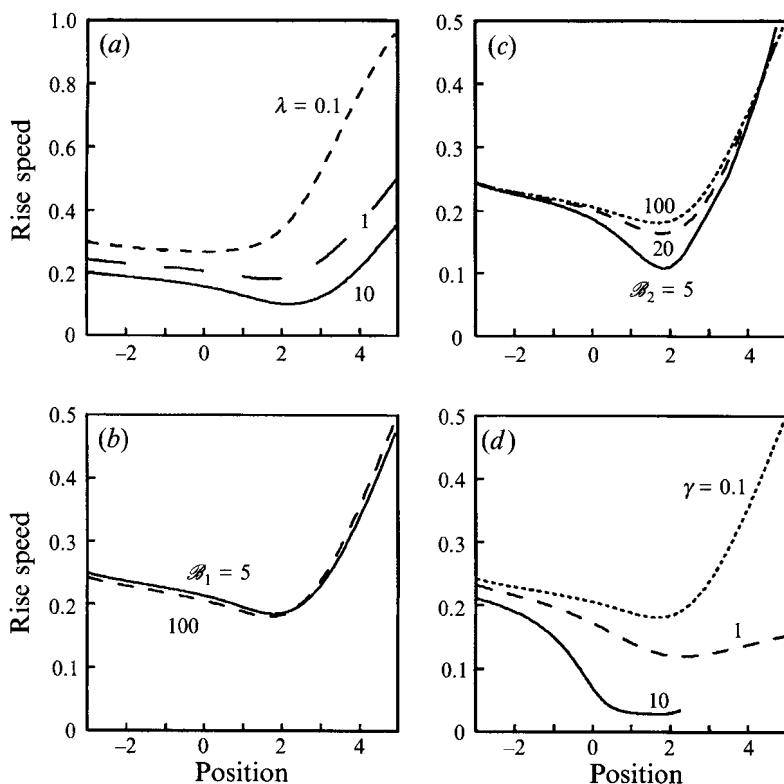 (a)
1.0
0.8
0.6
0.4
0.2
0
Rise speed
λ = 0.1
1
10
−2 0 2 4
(c)
0.5
0.4
0.3
0.2
0.1
0
100
20
ℬ₂ = 5
−2 0 2 4
(b)
0.5
0.4
0.3
0.2
0.1
0
Rise speed
ℬ₁ = 5
100
−2 0 2 4
Position
(d)
0.5
0.4
0.3
0.2
0.1
0
γ = 0.1
1
10
−2 0 2 4
Position